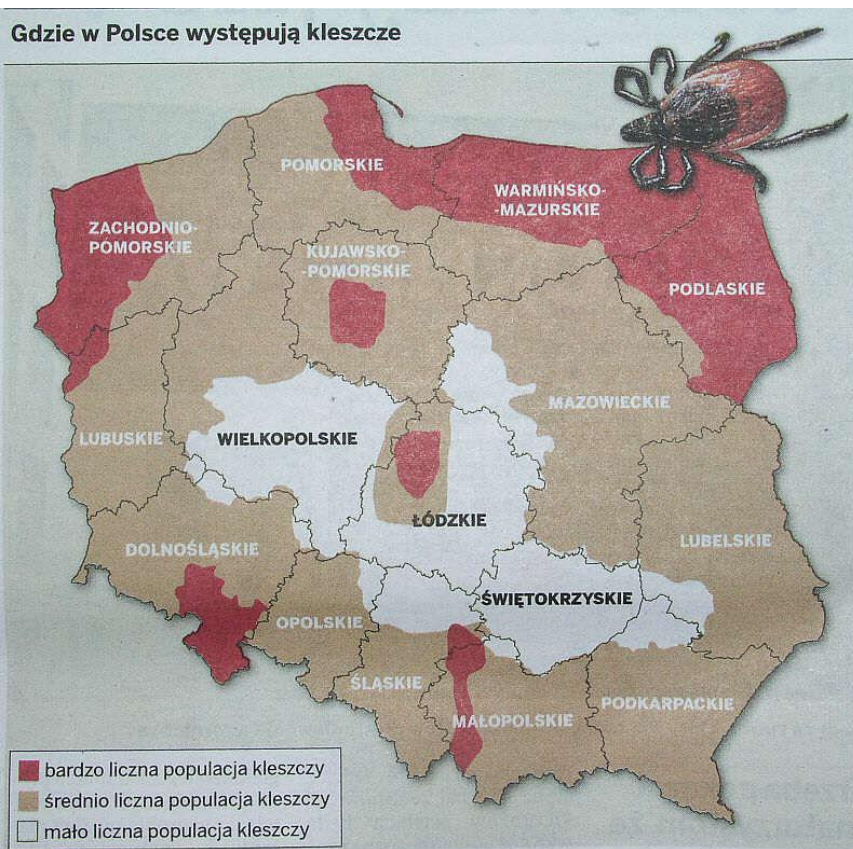 Gdzie w Polsce występują kleszcze
POMORSKIE
WARMIŃSKO-
-MAZURSKIE
ZACHODNIO-
POMORSKIE
KUJAWSKO-
-POMORSKIE
PODLASKIE
MAZOWIECKIE
LUBUSKIE
WIELKOPOLSKIE
ŁÓDZKIE
LUBELSKIE
DOLNOŚLĄSKIE
ŚWIĘTOKRZYSKIE
OPOLSKIE
ŚLĄSKIE
PODKARPACKIE
MAŁOPOLSKIE
bardzo liczna populacja kleszczy
średnio liczna populacja kleszczy
mało liczna populacja kleszczy